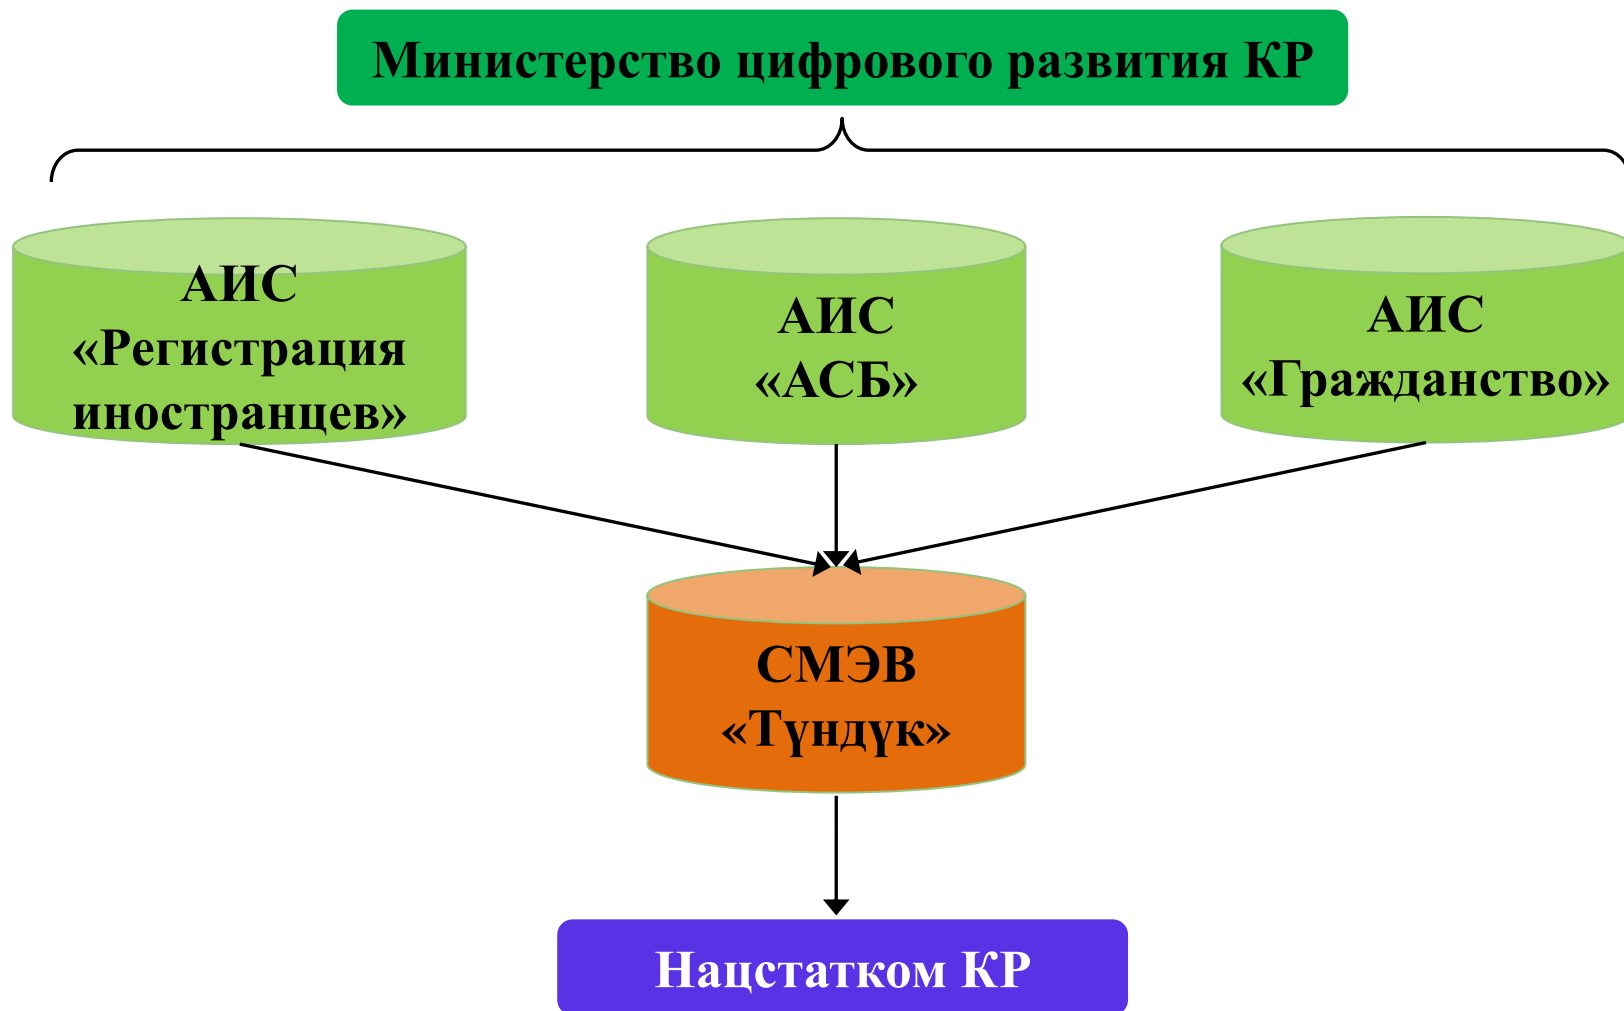 Министерство цифрового развития КР
АИС
«Регистрация
иностранцев»
АИС
«АСБ»
АИС
«Гражданство»
СМЭВ
«Түндүк»
Нацстатком КР